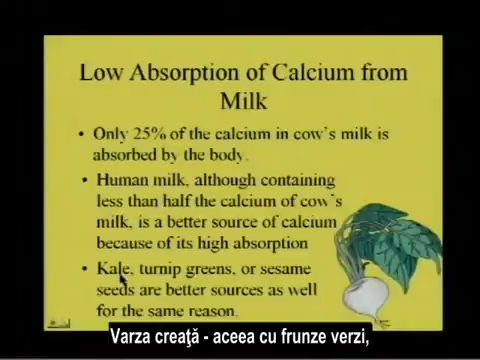 Low Absorption of Calcium from
Milk
• Only 25% of the calcium in cow's milk is
absorbed by the body.
• Human milk, although containing
less than half the calcium of cow's
milk, is a better source of calcium
because of its high absorption
• Kale, turnip greens, or sesame
seeds are better sources as well
for the same reason.
Varza creaţă - aceea cu frunze verzi,